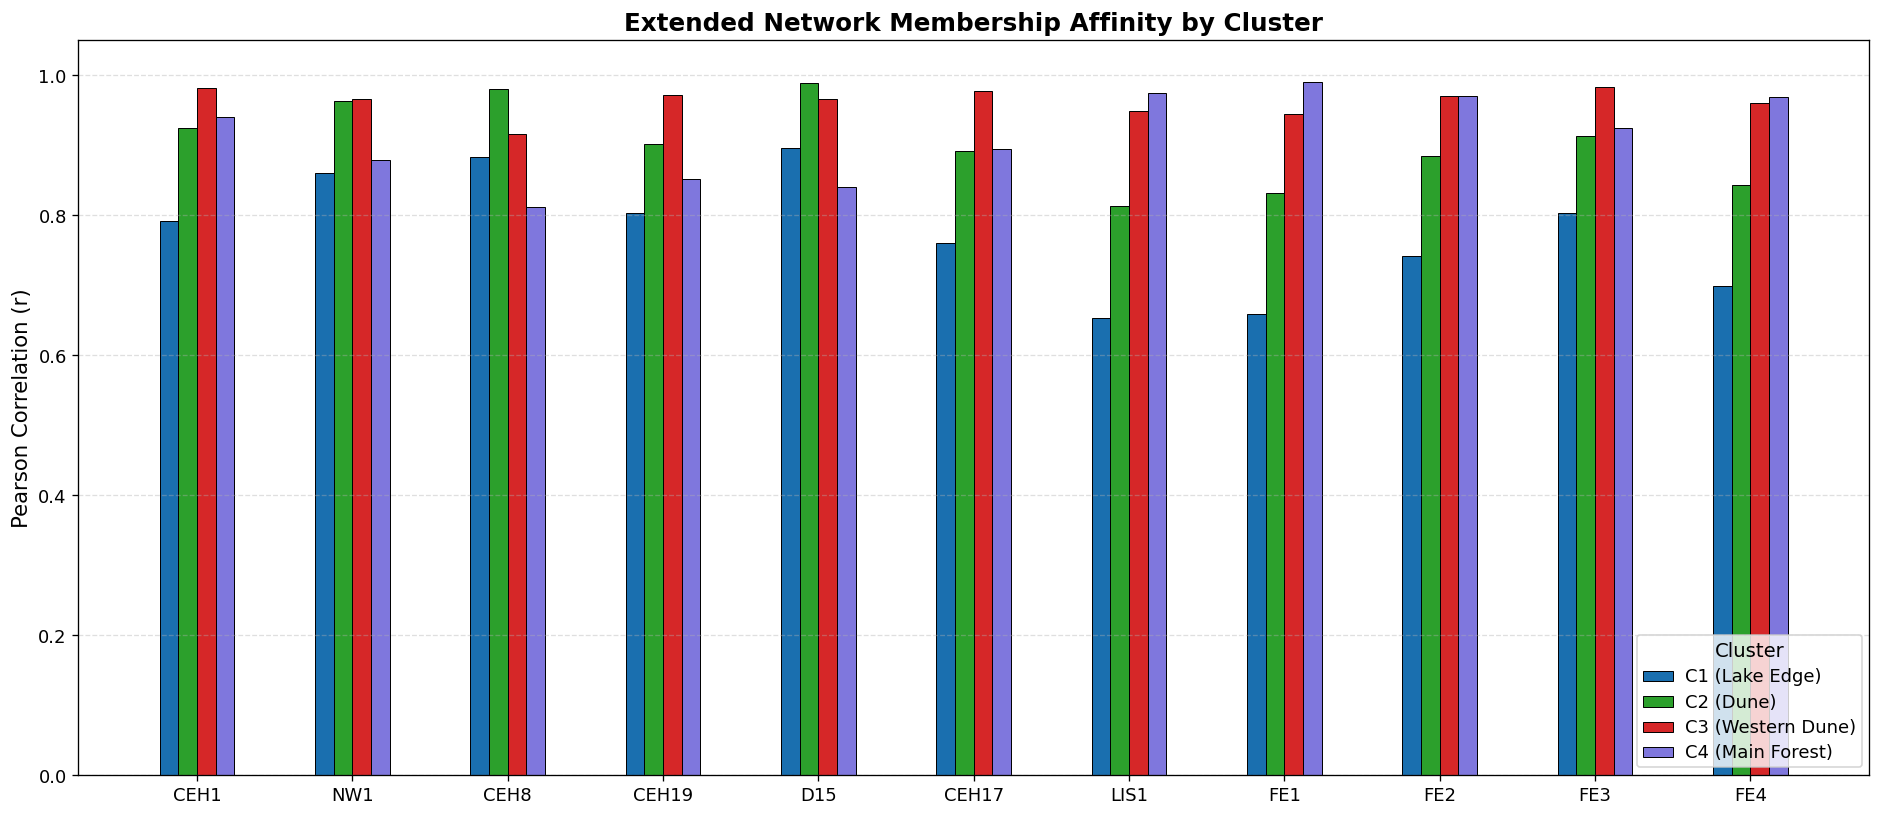 Extended Network Membership Affinity by Cluster
Pearson Correlation (r)
1.0
0.8
0.6
0.4
0.2
0.0
CEH1 NW1 CEH8 CEH19 D15 CEH17 LIS1 FE1 FE2 FE3 FE4
Cluster
C1 (Lake Edge)
C2 (Dune)
C3 (Western Dune)
C4 (Main Forest)